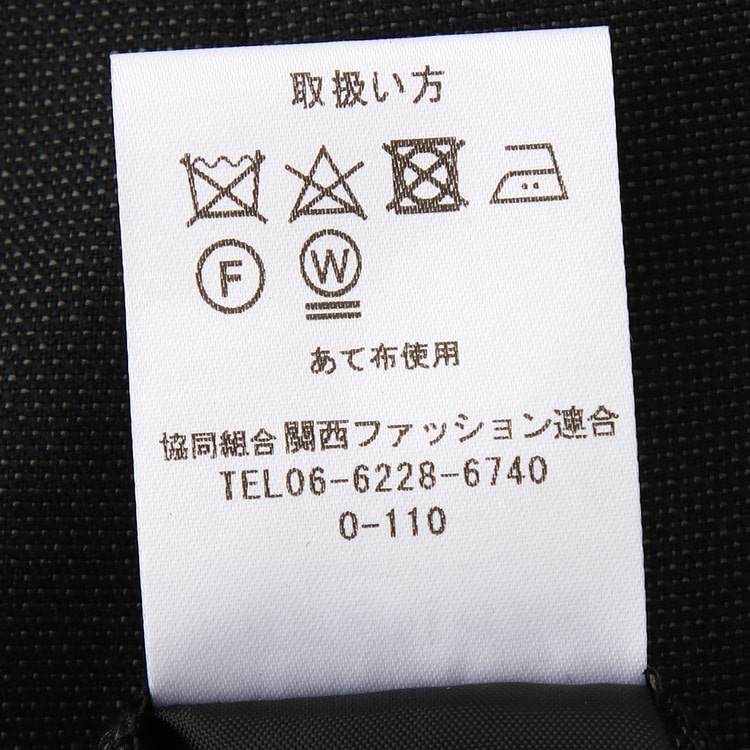 取扱い方
F W
あて布使用
協同組合関西ファッション連合
TEL06-6228-6740
0-110